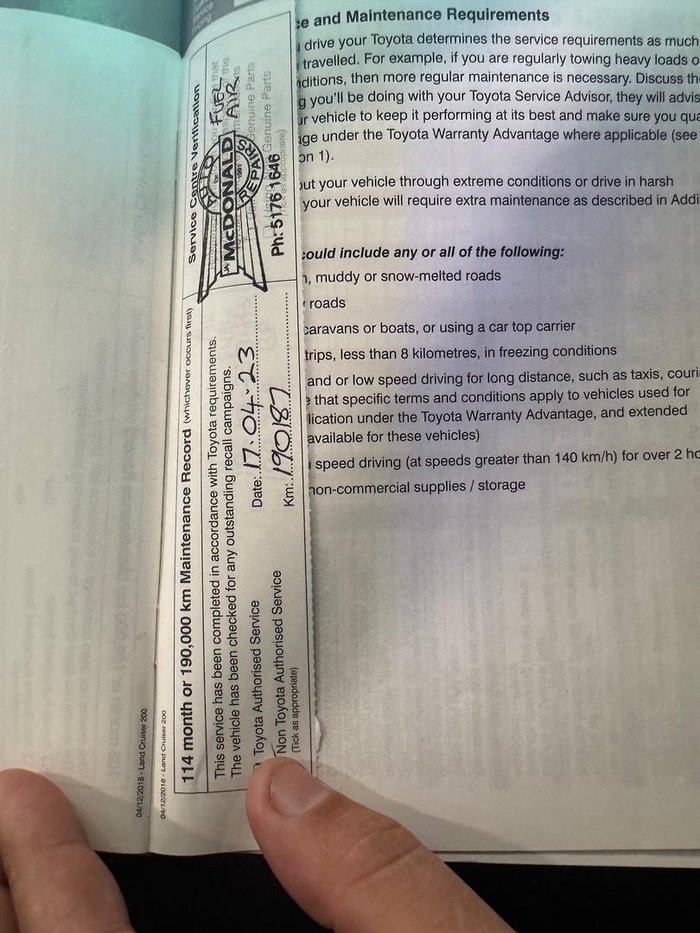 114 month or 190,000 km Maintenance Record (whichever occurs first)
Service Centre Verification
This service has been completed in accordance with Toyota requirements.
The vehicle has been checked for any outstanding recall campaigns.
Toyota Authorised Service
Date: 17.04.23
Non Toyota Authorised Service
Km: 190187
(Tick as appropriate)
AUTO
McDONALD
REPAIRS
Ph: 5176 1646
FUEL
AIR
Genuine Parts
Genuine Parts
04/12/2018 - Land Cruiser 200
04/12/2018 - Land Cruiser 200
and Maintenance Requirements
drive your Toyota determines the service requirements as much
travelled. For example, if you are regularly towing heavy loads
then more regular maintenance is necessary. Discuss
you'll be doing with your Toyota Service Advisor, they will
vehicle to keep it performing at its best and make sure you
under the Toyota Warranty Advantage where applicable (see
1).
your vehicle through extreme conditions or drive in harsh
your vehicle will require extra maintenance as described in
could include any or all of the following:
muddy or snow-melted roads
roads
caravans or boats, or using a car top carrier
trips, less than 8 kilometres, in freezing conditions
and or low speed driving for long distance, such as taxis,
that specific terms and conditions apply to vehicles used for
under the Toyota Warranty Advantage, and extended
available for these vehicles)
speed driving (at speeds greater than 140 km/h) for over 2
non-commercial supplies / storage